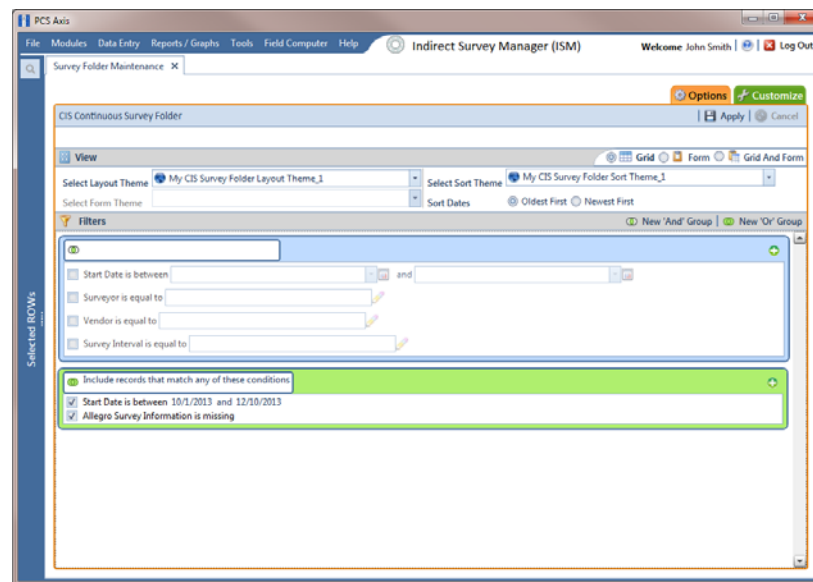 PCS Axis
File Modules Data Entry Reports / Graphs Tools Field Computer Help Indirect Survey Manager (ISM) Welcome John Smith | Log Out
Survey Folder Maintenance X
Options Customize
CIS Continuous Survey Folder | Apply | Cancel
View Grid Form Grid And Form
Select Layout Theme My CIS Survey Folder Layout Theme_1 Select Sort Theme My CIS Survey Folder Sort Theme_1
Select Form Theme Sort Dates Oldest First Newest First
Filters New 'And' Group | New 'Or' Group
Start Date is between and
Surveyor is equal to
Vendor is equal to
Survey Interval is equal to
Selected ROWs
Include records that match any of these conditions
Start Date is between 10/1/2013 and 12/10/2013
Allegro Survey Information is missing